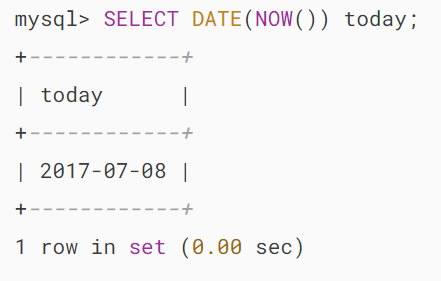 mysql> SELECT DATE(NOW()) today;
+------------+
| today      |
+------------+
| 2017-07-08 |
+------------+
1 row in set (0.00 sec)